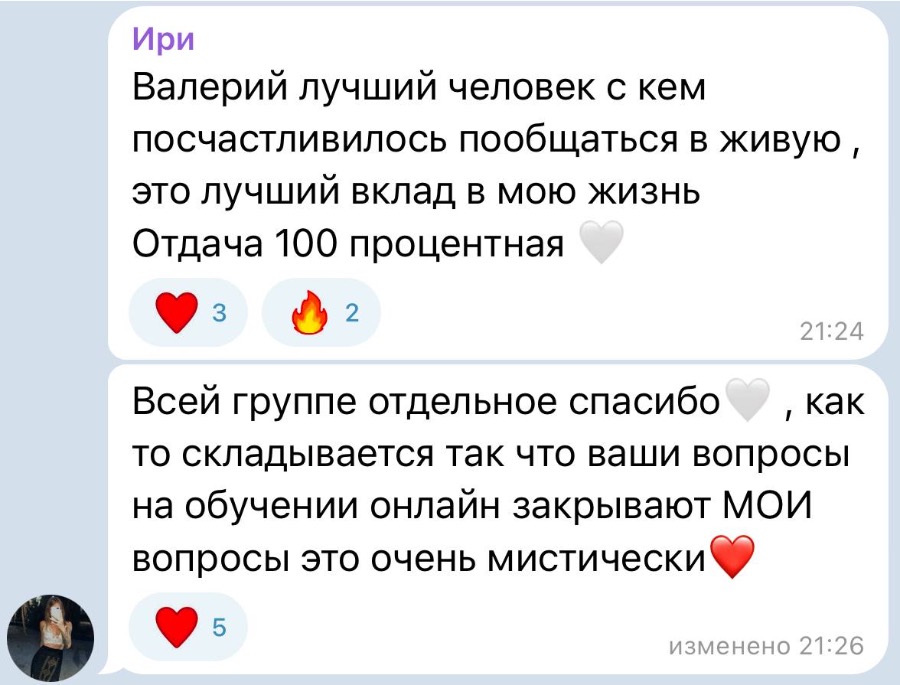 Ири
Валерий лучший человек с кем
посчастливилось пообщаться в живую ,
это лучший вклад в мою жизнь
Отдача 100 процентная 🤍
❤️ 3 🔥 2
21:24
Всей группе отдельное спасибо🤍 , как
то складывается так что ваши вопросы
на обучении онлайн закрывают МОИ
вопросы это очень мистически❤️
❤️ 5
изменено 21:26